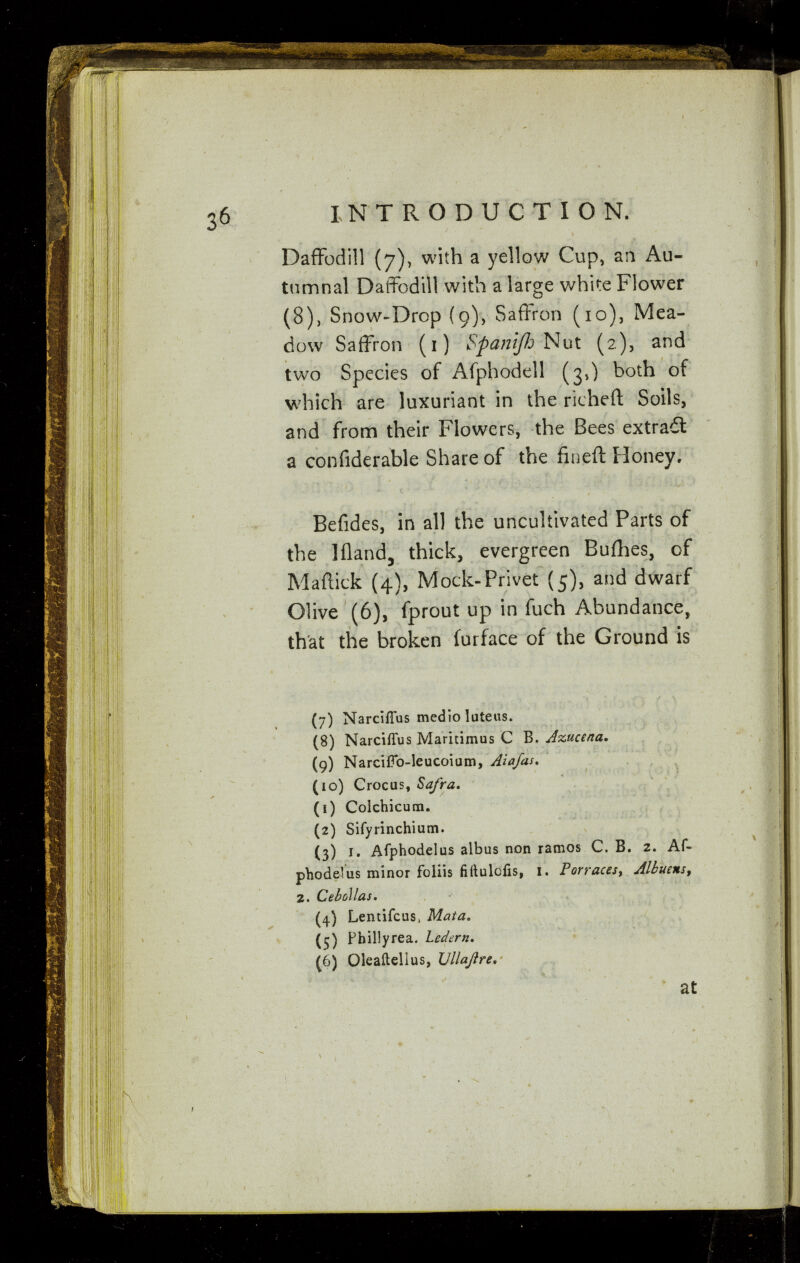 36 INTRODUCTION.
Daffodill (7), with a yellow Cup, an Au-
tumnal Daffodill with a large white Flower
(8), Snow-Drop (9), Saffron (10), Mea-
dow Saffron (1) Spaniſh Nut (2), and
two Species of Aſphodell (3,) both of
which are luxuriant in the richeſt Soils,
and from their Flowers, the Bees extract
a conſiderable Share of the fineſt Honey.
Beſides, in all the uncultivated Parts of
the Iſland, thick, evergreen Buſhes, of
Maſtick (4), Mock-Privet (5), and dwarf
Olive (6), ſprout up in ſuch Abundance,
that the broken ſurface of the Ground is
(7) Narciſſus medio luteus.
(8) Narciſſus Maritimus C B. Azucena.
(9) Narciſſo-leucoium, Aiaſas.
(10) Crocus, Safra.
(1) Colchicum.
(2) Siſyrinchium.
(3) 1. Aſphodelus albus non ramos C. B. 2. Aſ-
phodelus minor foliis fiſtuloſis, 1. Porraces, Albuens,
2. Cebollas.
(4) Lentiſcus, Mata.
(5) Phillyrea. Ledern.
(6) Oleaſtellus, Ullaſtre.
at